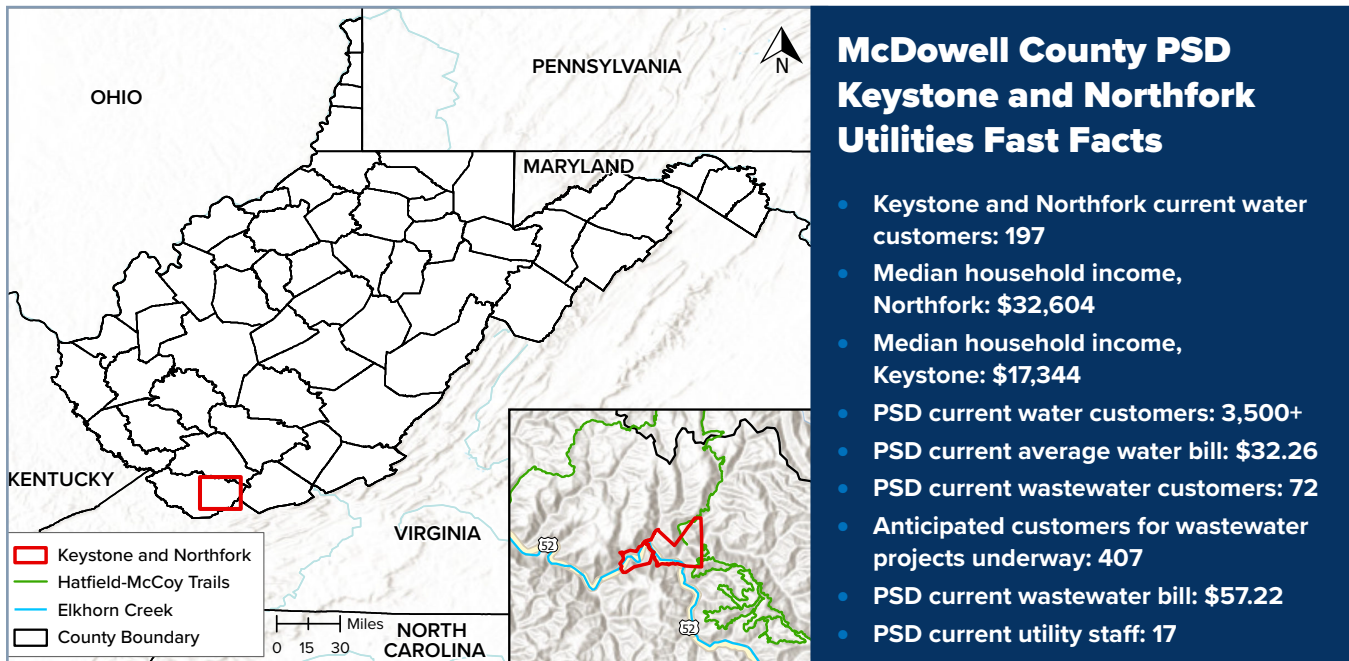 OHIO
PENNSYLVANIA
N
MARYLAND
KENTUCKY
VIRGINIA
NORTH
CAROLINA
Keystone and Northfork
Hatfield-McCoy Trails
Elkhorn Creek
County Boundary
Miles
0 15 30
52
52
McDowell County PSD
Keystone and Northfork
Utilities Fast Facts
• Keystone and Northfork current water
customers: 197
• Median household income,
Northfork: $32,604
• Median household income,
Keystone: $17,344
• PSD current water customers: 3,500+
• PSD current average water bill: $32.26
• PSD current wastewater customers: 72
• Anticipated customers for wastewater
projects underway: 407
• PSD current wastewater bill: $57.22
• PSD current utility staff: 17